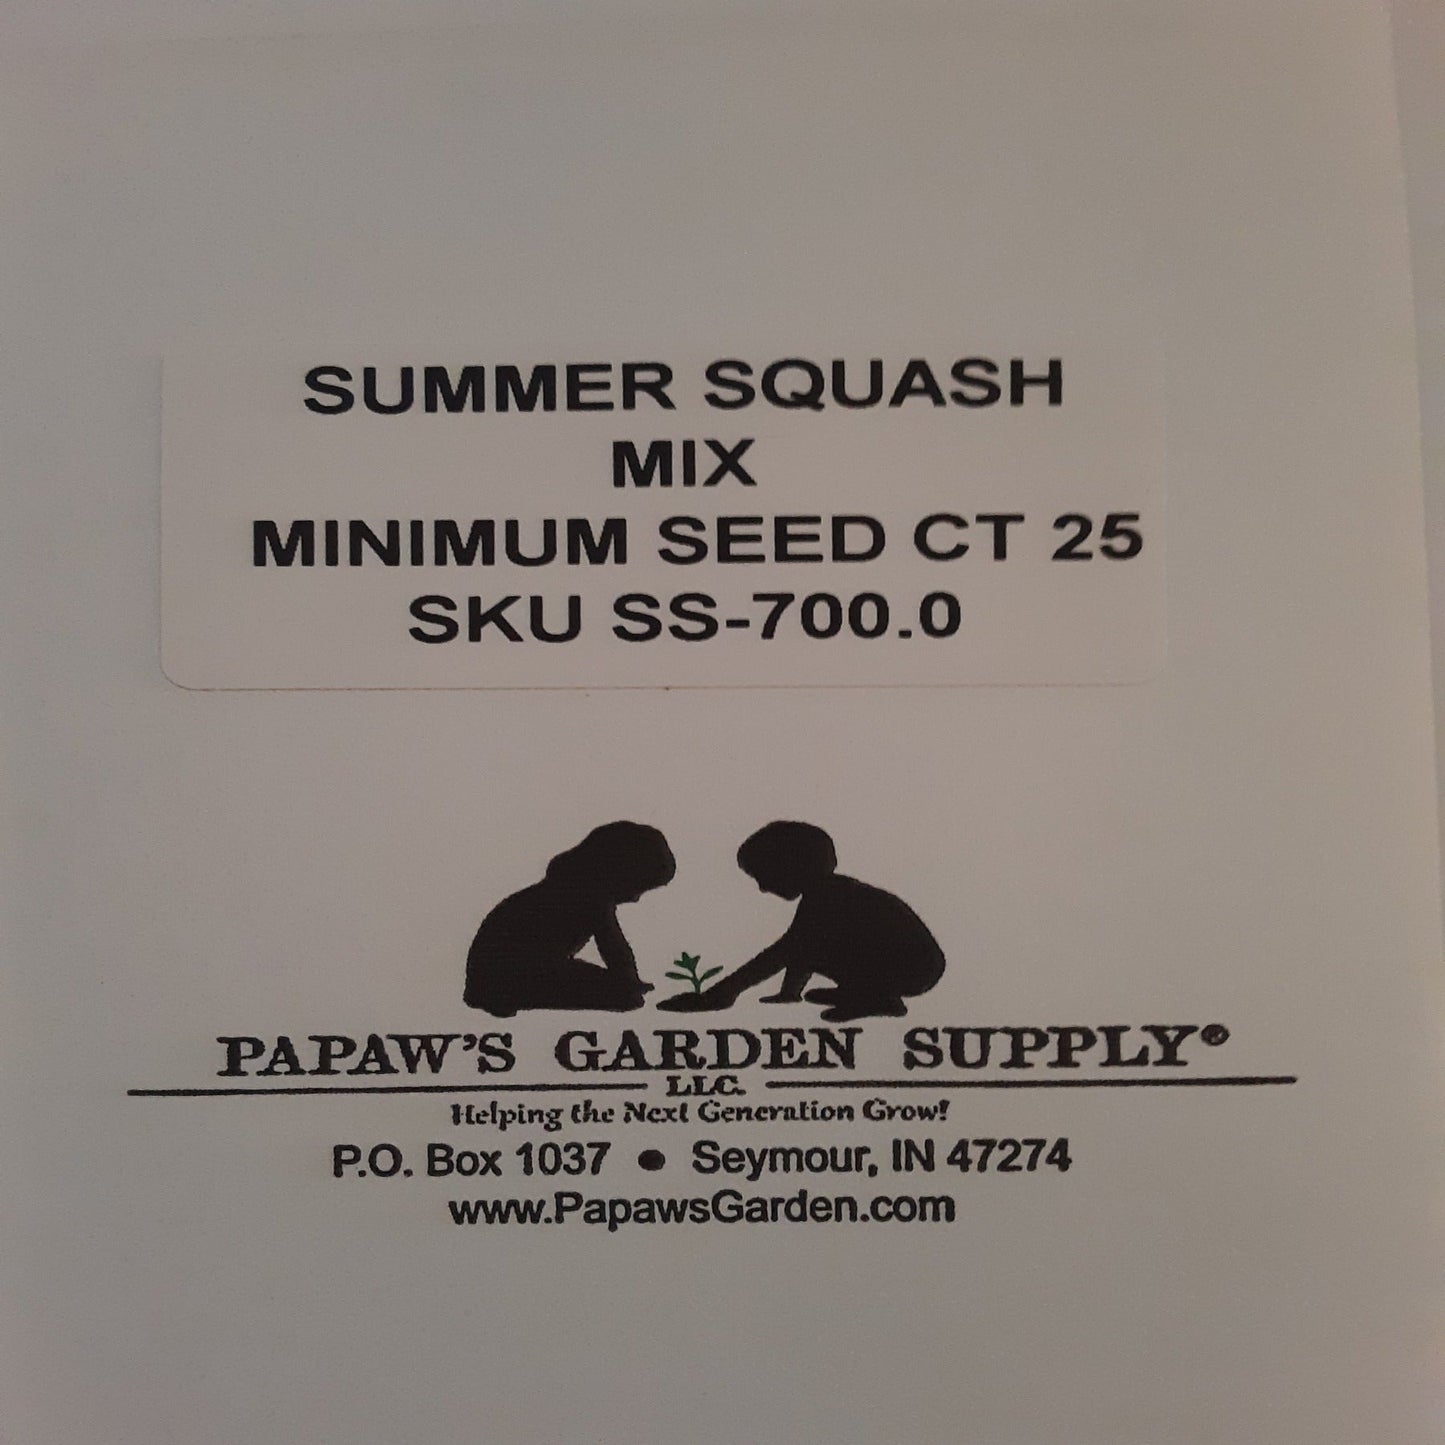 SUMMER SQUASH
MIX
MINIMUM SEED CT 25
SKU SS-700.0
PAPAW'S GARDEN SUPPLY®
LLC.
Helping the Next Generation Grow!
P.O. Box 1037 • Seymour, IN 47274
www.PapawsGarden.com